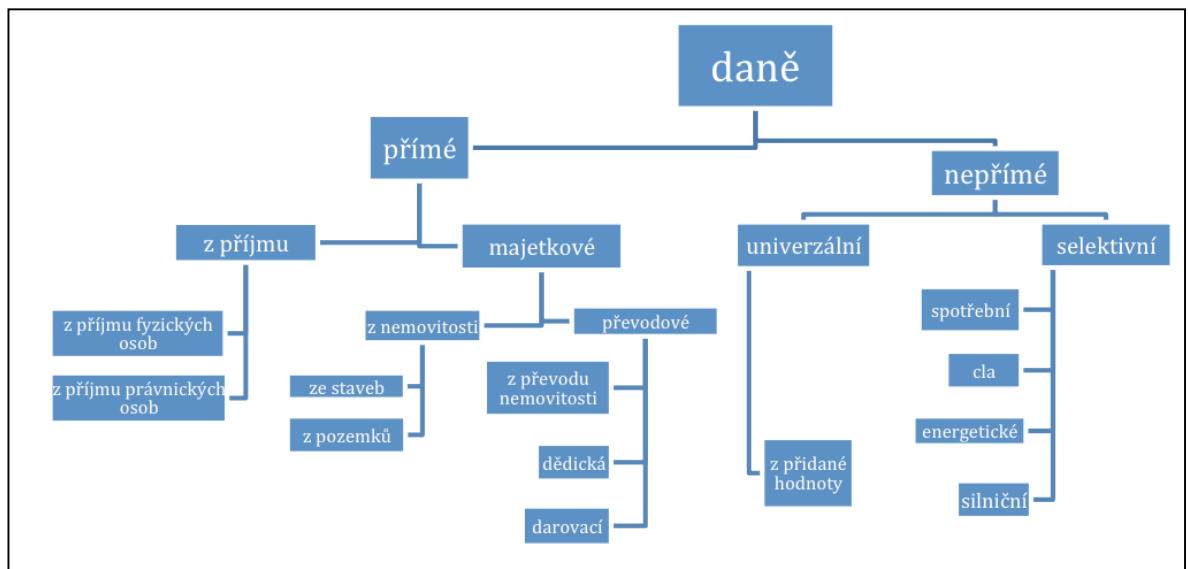 daně
přímé
nepřímé
z příjmu
majetkové
univerzální
selektivní
z příjmu fyzických
osob
z příjmu právnických
osob
z nemovitosti
převodové
ze staveb
z pozemků
z převodu
nemovitosti
dědická
darovací
z přidané
hodnoty
spotřební
cla
energetické
silniční